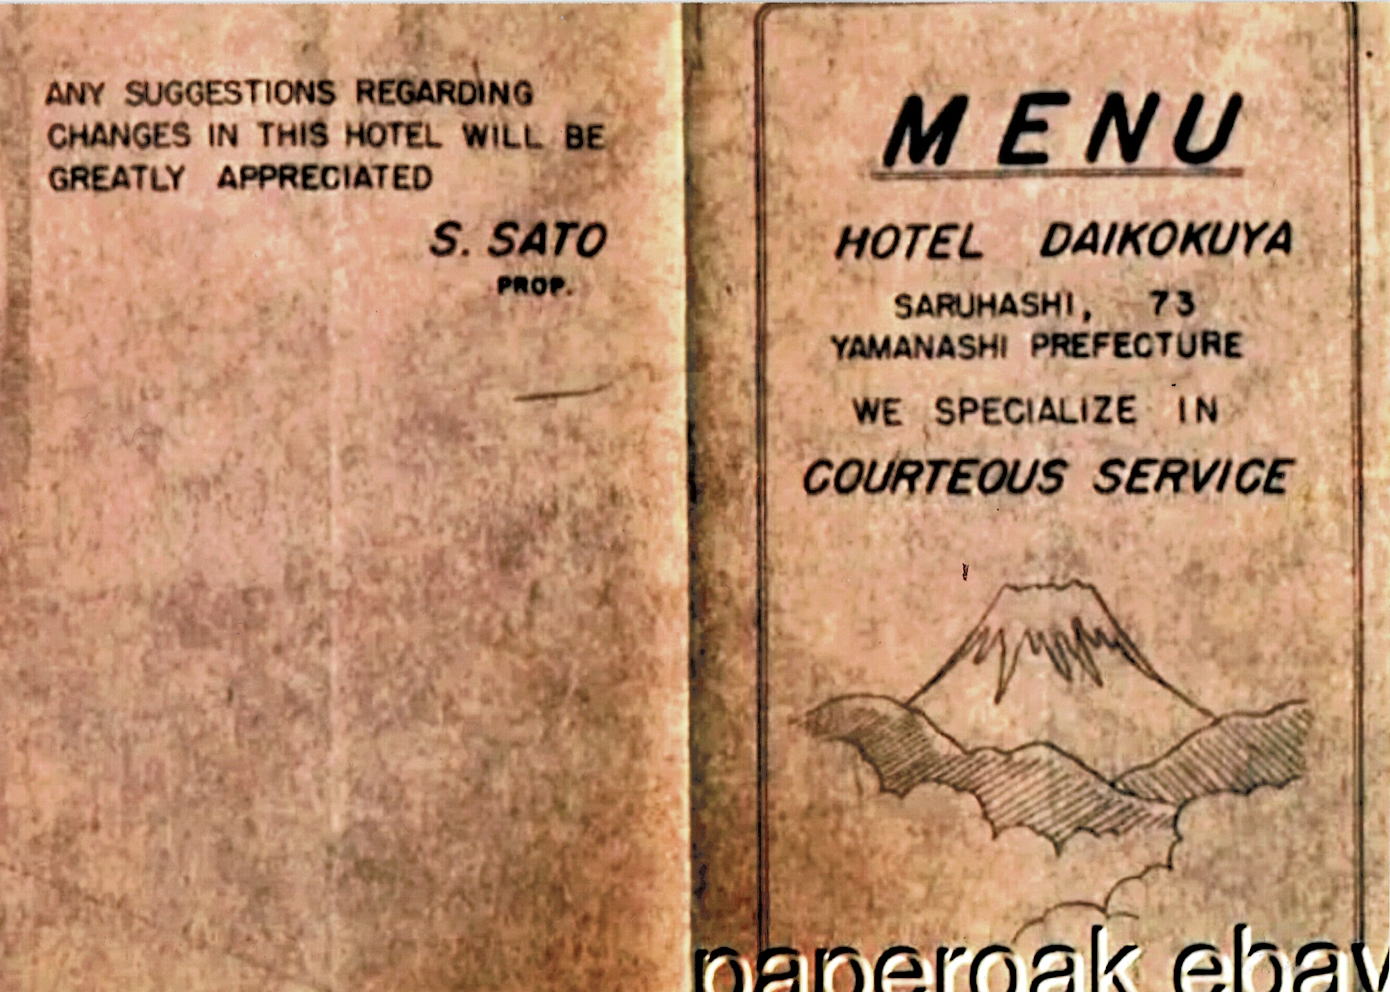 ANY SUGGESTIONS REGARDING
CHANGES IN THIS HOTEL WILL BE
GREATLY APPRECIATED
S. SATO
PROP.
MENU
HOTEL DAIKOKUYA
SARUHASHI, 73
YAMANASHI PREFECTURE
WE SPECIALIZE IN
COURTEOUS SERVICE
paperoak ebay